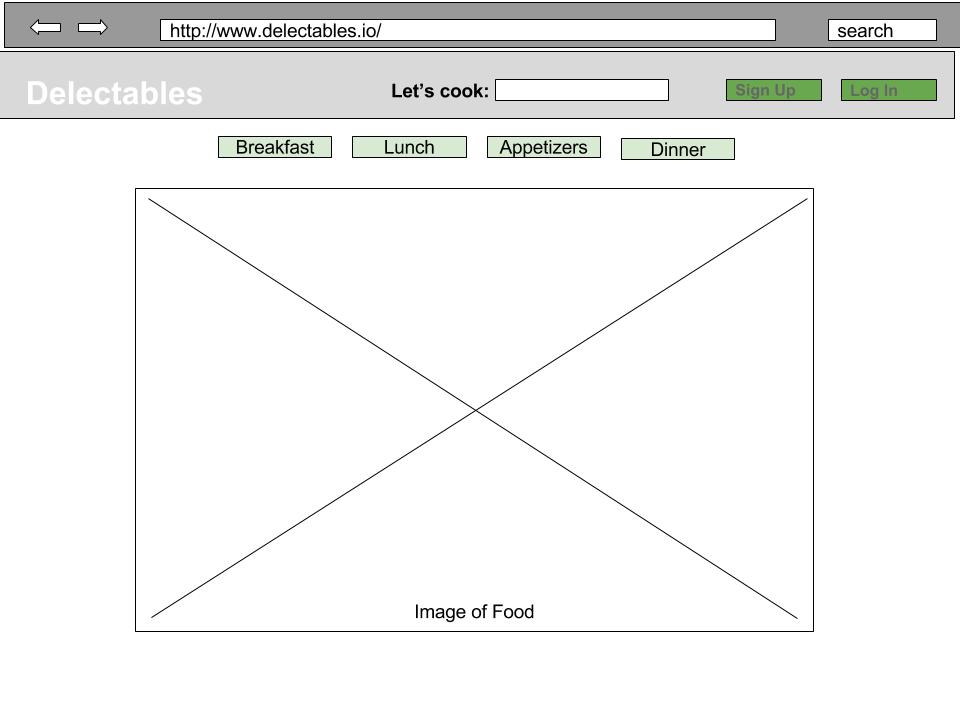 http://www.delectables.io/
search
Delectables
Let's cook:
Sign Up
Log In
Breakfast
Lunch
Appetizers
Dinner
Image of Food